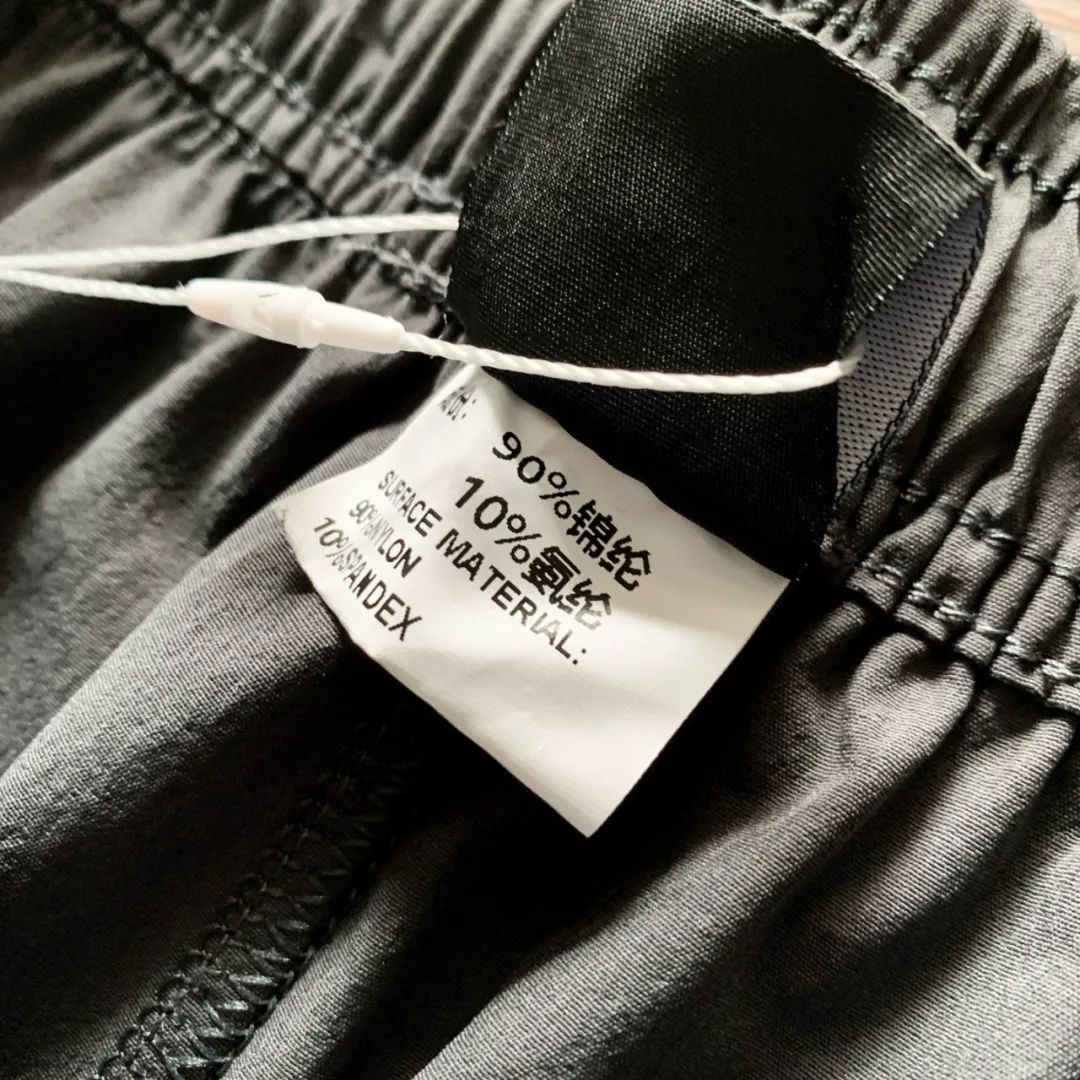 90%锦纶
10%氨纶
SURFACE MATERIAL:
90%NYLON
10%SPANDEX